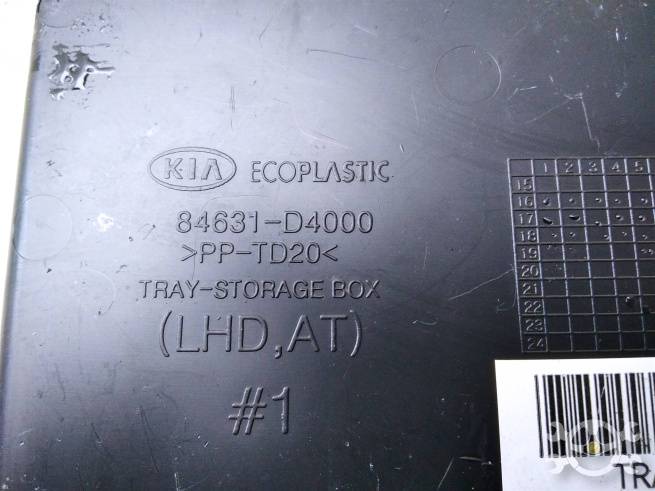 KIA ECOPLASTIC
84631-D4000
>PP-TD20<
TRAY-STORAGE BOX
(LHD,AT)
#1
1 2 3 4 5
15
16
17
18
19
20
21
22
23
24
TRA